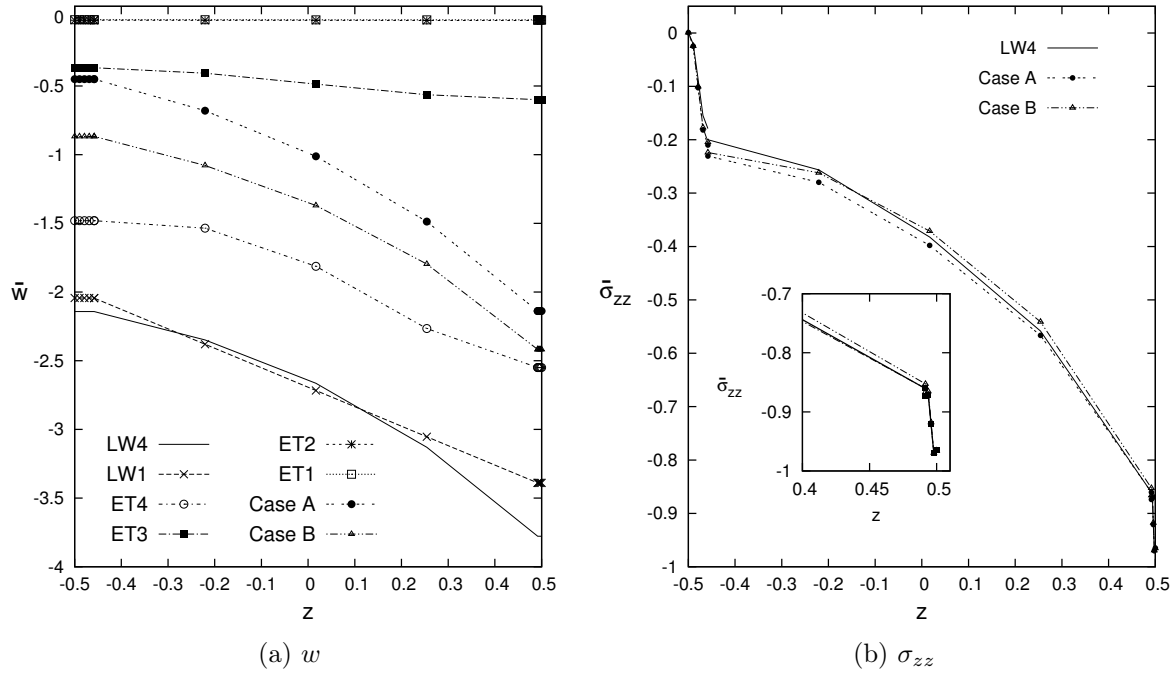 0
-0.5
-1
-1.5
-2
-2.5
-3
-3.5
-4
w̄
-0.5 -0.4 -0.3 -0.2 -0.1 0 0.1 0.2 0.3 0.4 0.5
z
LW4
LW1
ET4
ET3
ET2
ET1
Case A
Case B
(a) w
0
-0.1
-0.2
-0.3
-0.4
-0.5
-0.6
-0.7
-0.8
-0.9
-1
σ̄zz
-0.5 -0.4 -0.3 -0.2 -0.1 0 0.1 0.2 0.3 0.4 0.5
z
LW4
Case A
Case B
-0.7
-0.8
-0.9
-1
σ̄zz
0.4 0.45 0.5
z
(b) σzz